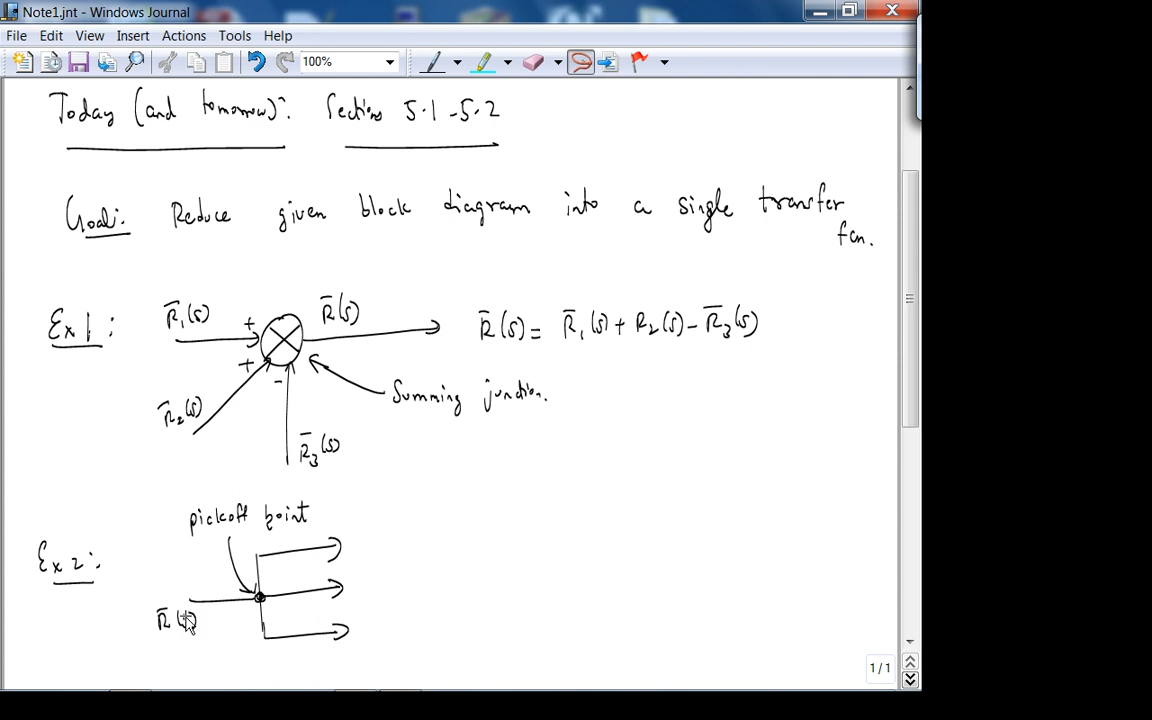 Note1.jnt - Windows Journal
File Edit View Insert Actions Tools Help
100%
Today (and tomorrow): Sections 5.1 - 5.2
Goal: Reduce given block diagram into a single transfer
fcn.
Ex 1: R̄₁(s) + R̄(s) R̄(s) = R̄₁(s) + R₂(s) - R̄₃(s)
+ -
R̄₂(s) Summing junction.
R̄₃(s)
pickoff point
Ex 2:
R̄(s)
1 / 1